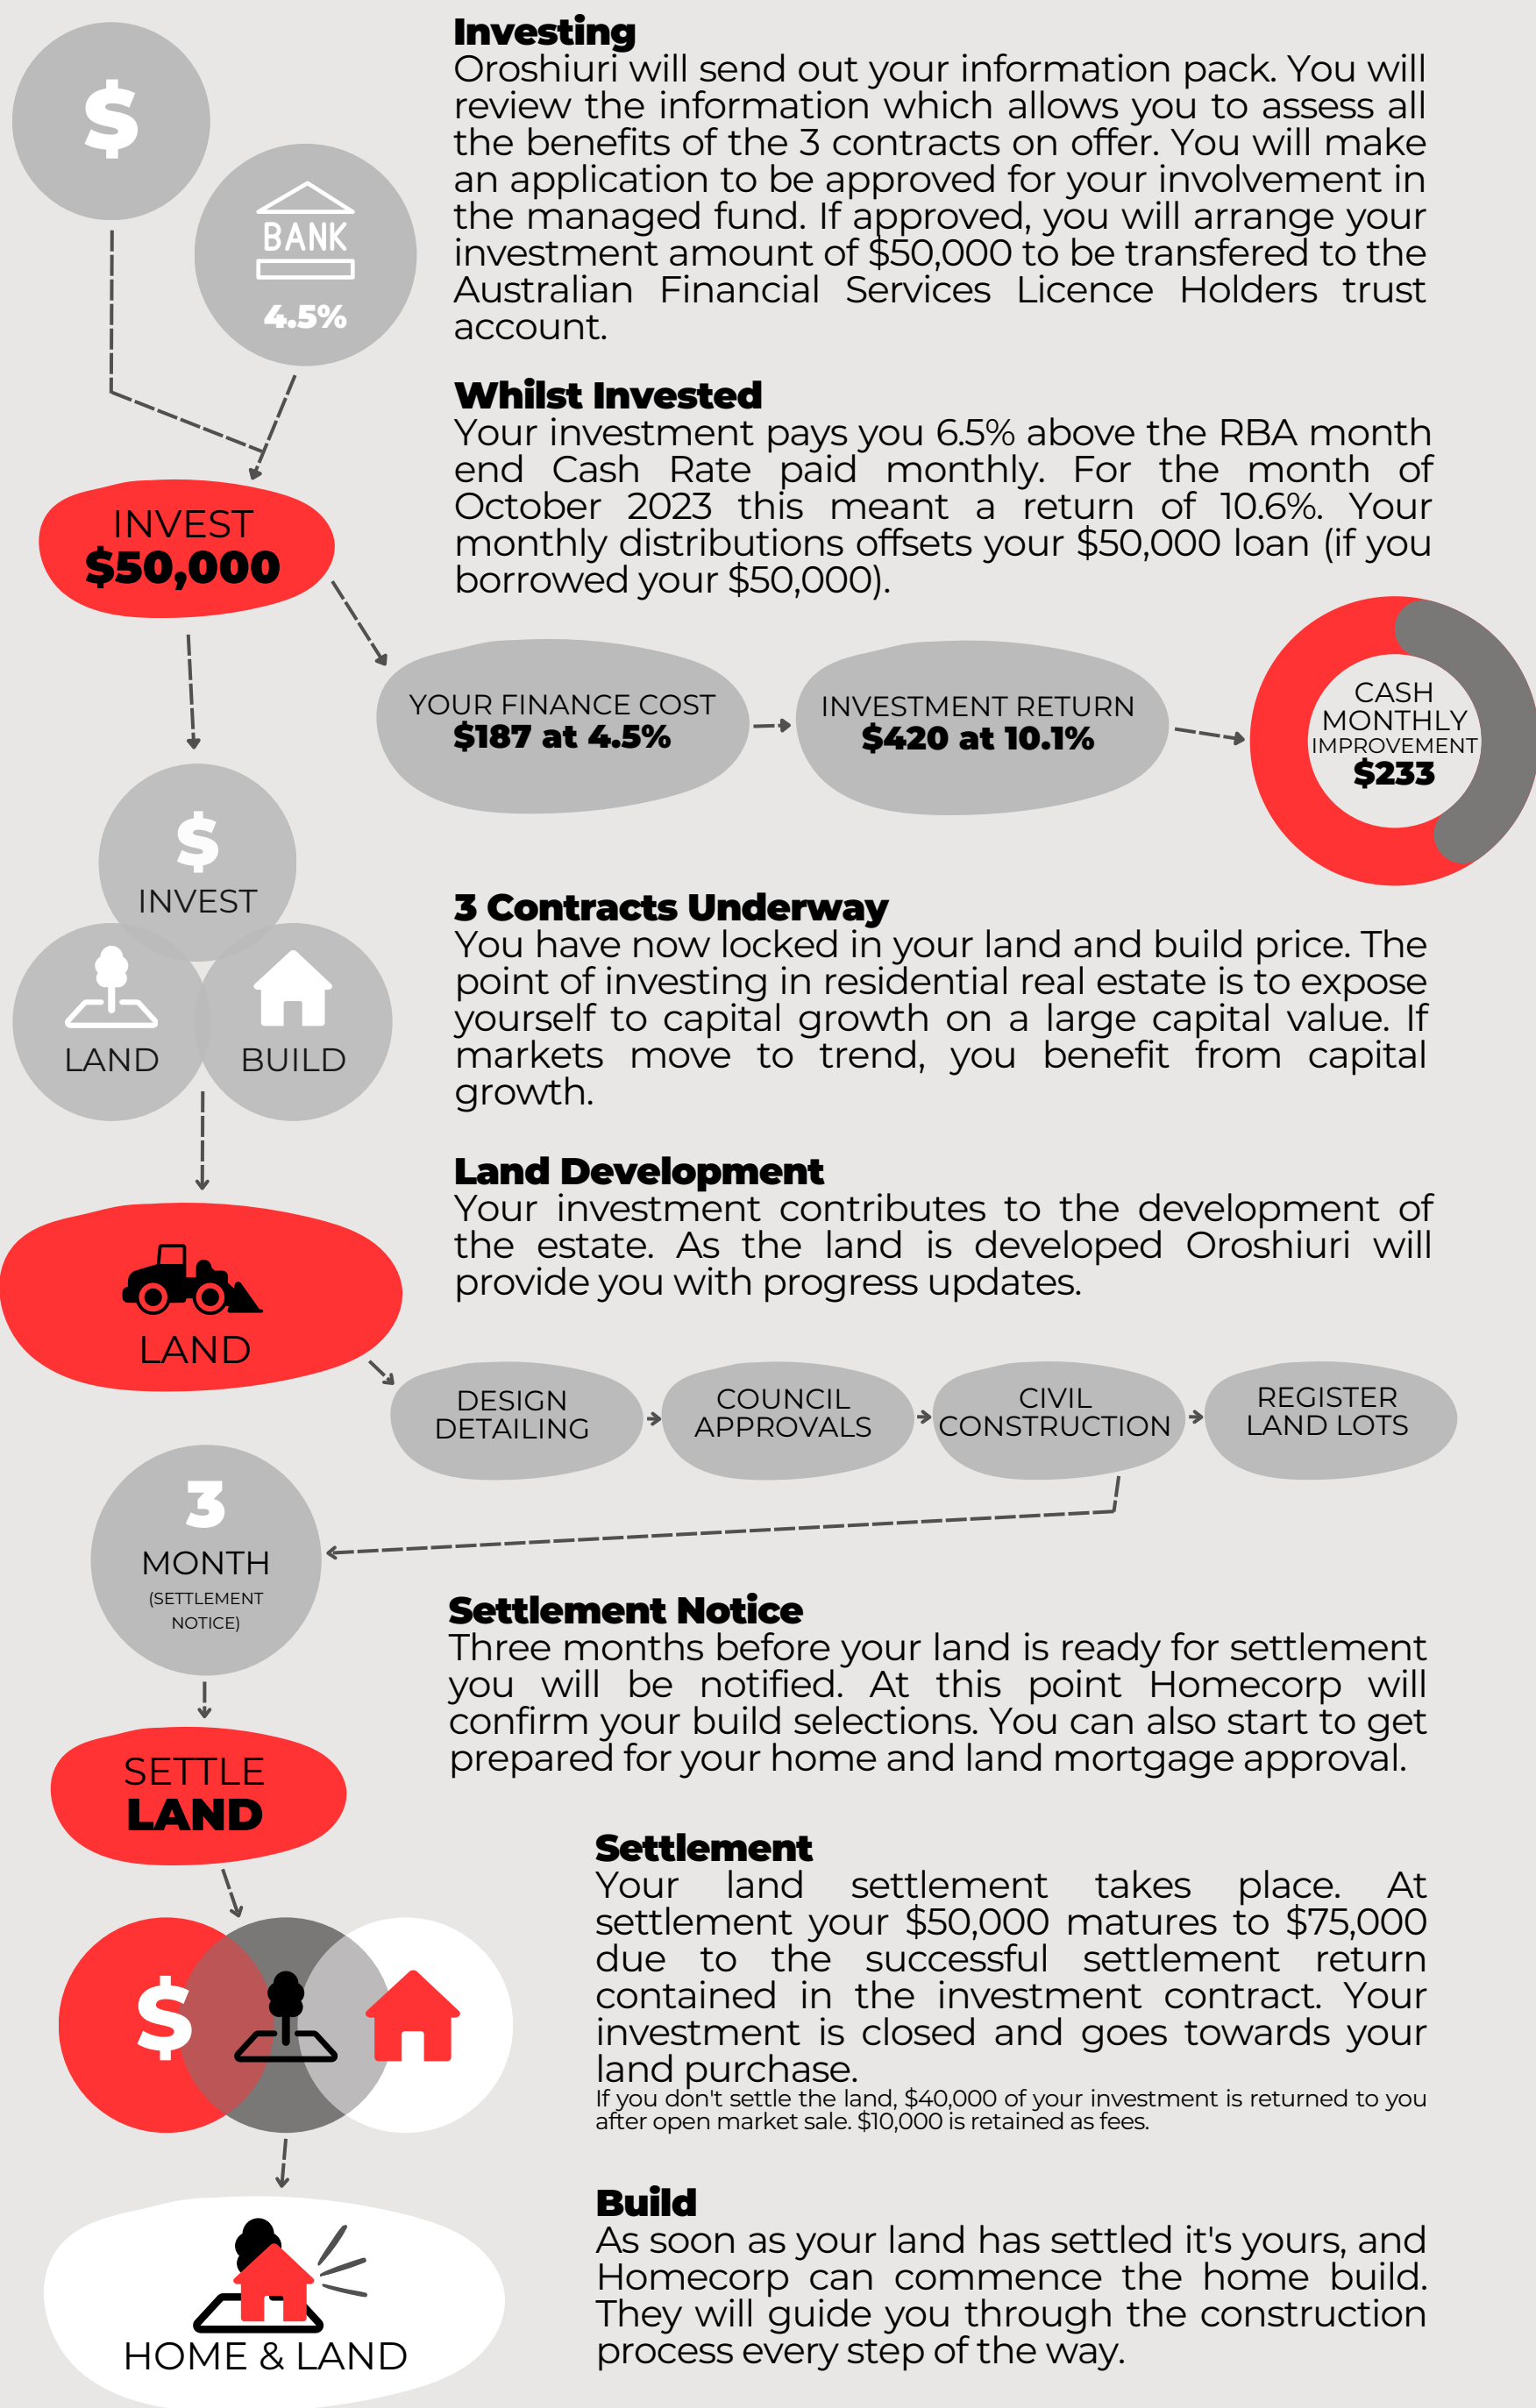 $
BANK
4.5%
Investing
Oroshiuri will send out your information pack. You will
review the information which allows you to assess all
the benefits of the 3 contracts on offer. You will make
an application to be approved for your involvement in
the managed fund. If approved, you will arrange your
investment amount of $50,000 to be transfered to the
Australian Financial Services Licence Holders trust
account.
Whilst Invested
Your investment pays you 6.5% above the RBA month
end Cash Rate paid monthly. For the month of
October 2023 this meant a return of 10.6%. Your
monthly distributions offsets your $50,000 loan (if you
borrowed your $50,000).
INVEST
$50,000
YOUR FINANCE COST
$187 at 4.5%
INVESTMENT RETURN
$420 at 10.1%
CASH
MONTHLY
IMPROVEMENT
$233
$
INVEST
LAND
BUILD
3 Contracts Underway
You have now locked in your land and build price. The
point of investing in residential real estate is to expose
yourself to capital growth on a large capital value. If
markets move to trend, you benefit from capital
growth.
Land Development
Your investment contributes to the development of
the estate. As the land is developed Oroshiuri will
provide you with progress updates.
LAND
DESIGN
DETAILING
COUNCIL
APPROVALS
CIVIL
CONSTRUCTION
REGISTER
LAND LOTS
3
MONTH
(SETTLEMENT
NOTICE)
Settlement Notice
Three months before your land is ready for settlement
you will be notified. At this point Homecorp will
confirm your build selections. You can also start to get
prepared for your home and land mortgage approval.
SETTLE
LAND
$
Settlement
Your land settlement takes place. At
settlement your $50,000 matures to $75,000
due to the successful settlement return
contained in the investment contract. Your
investment is closed and goes towards your
land purchase.
If you don't settle the land, $40,000 of your investment is returned to you
after open market sale. $10,000 is retained as fees.
Build
As soon as your land has settled it's yours, and
Homecorp can commence the home build.
They will guide you through the construction
process every step of the way.
HOME & LAND